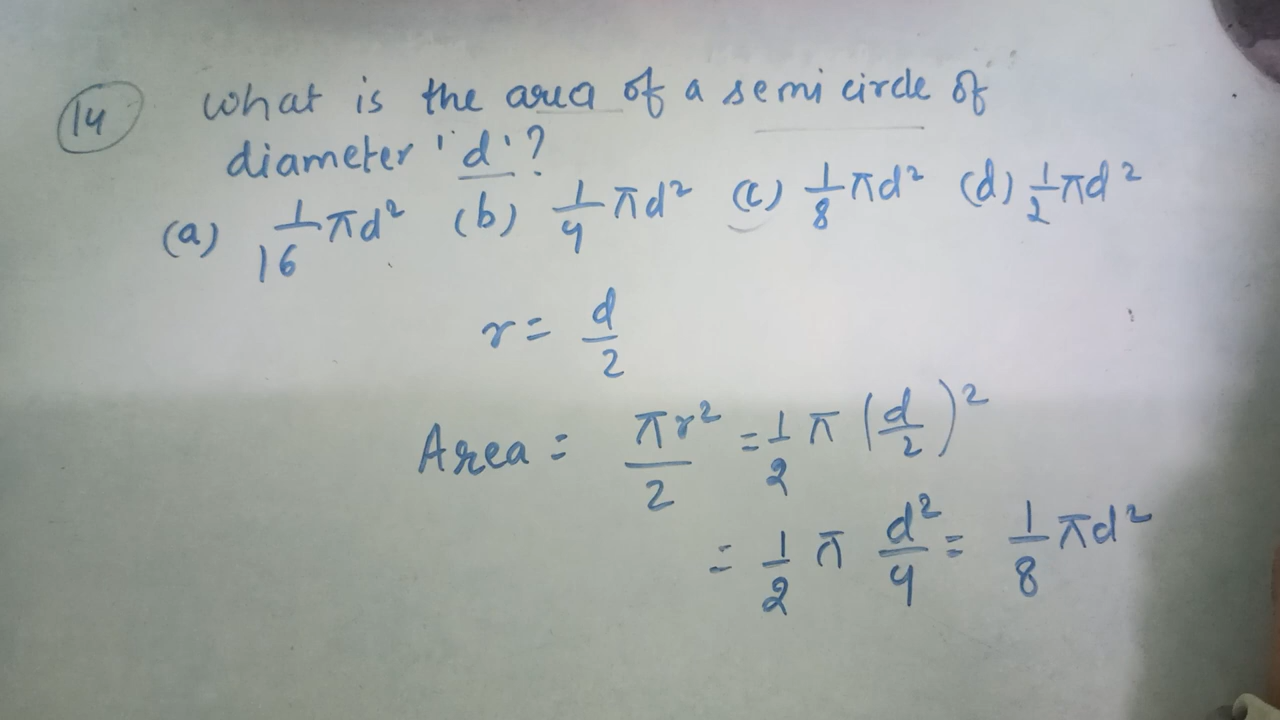 14 What is the area of a semi circle of
diameter 'd'?
(a) 1/16 πd² (b) 1/4 πd² (c) 1/8 πd² (d) 1/2 πd²
r = d/2
Area = πr²/2 = 1/2 π (d/2)²
= 1/2 π d²/4 = 1/8 πd²